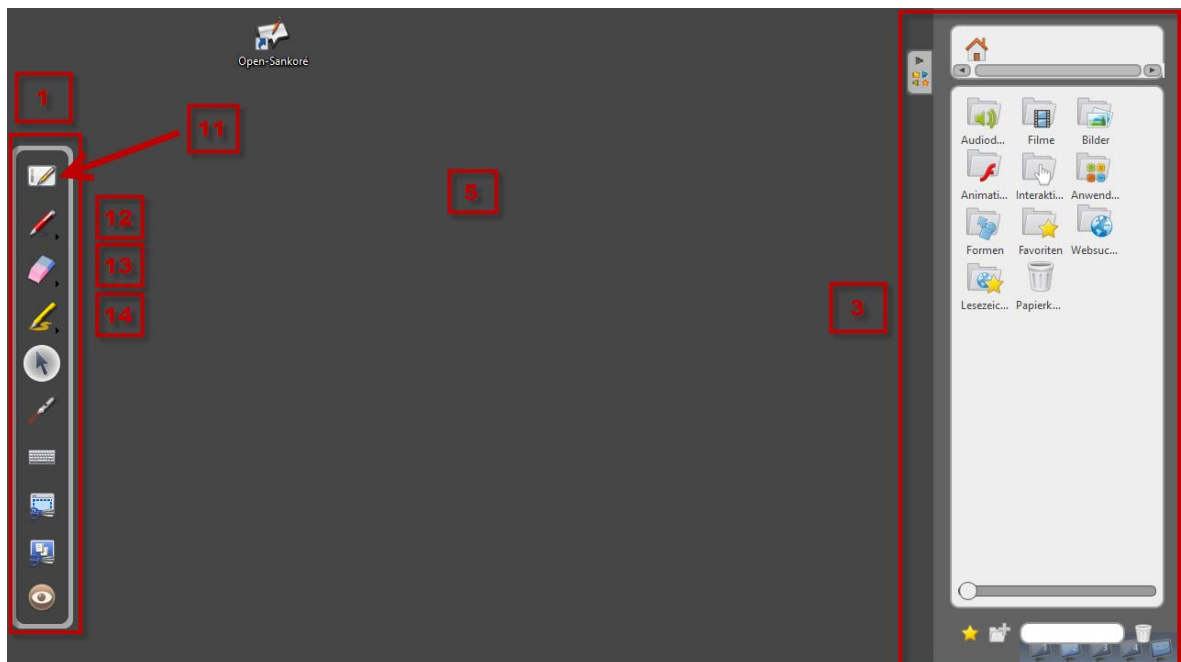 Open-Sankoré
1
11
5
12
13
14
3
Audiod... Filme Bilder
Animati... Interakti... Anwend...
Formen Favoriten Websuc...
Lesezeic... Papierk...